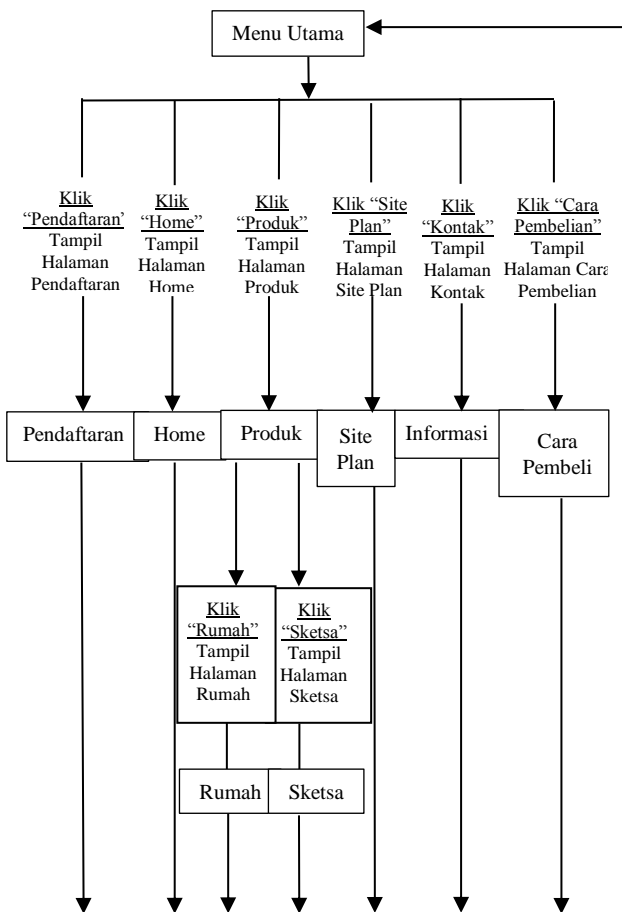 Menu Utama
Klik
“Pendaftaran”
Tampil
Halaman
Pendaftaran
Klik
“Home”
Tampil
Halaman
Home
Klik
“Produk”
Tampil
Halaman
Produk
Klik “Site
Plan”
Tampil
Halaman
Site Plan
Klik
“Kontak”
Tampil
Halaman
Kontak
Klik “Cara
Pembelian”
Tampil
Halaman Cara
Pembelian
Pendaftaran
Home
Produk
Site
Plan
Informasi
Cara
Pembeli
Klik
“Rumah”
Tampil
Halaman
Rumah
Klik
“Sketsa”
Tampil
Halaman
Sketsa
Rumah
Sketsa